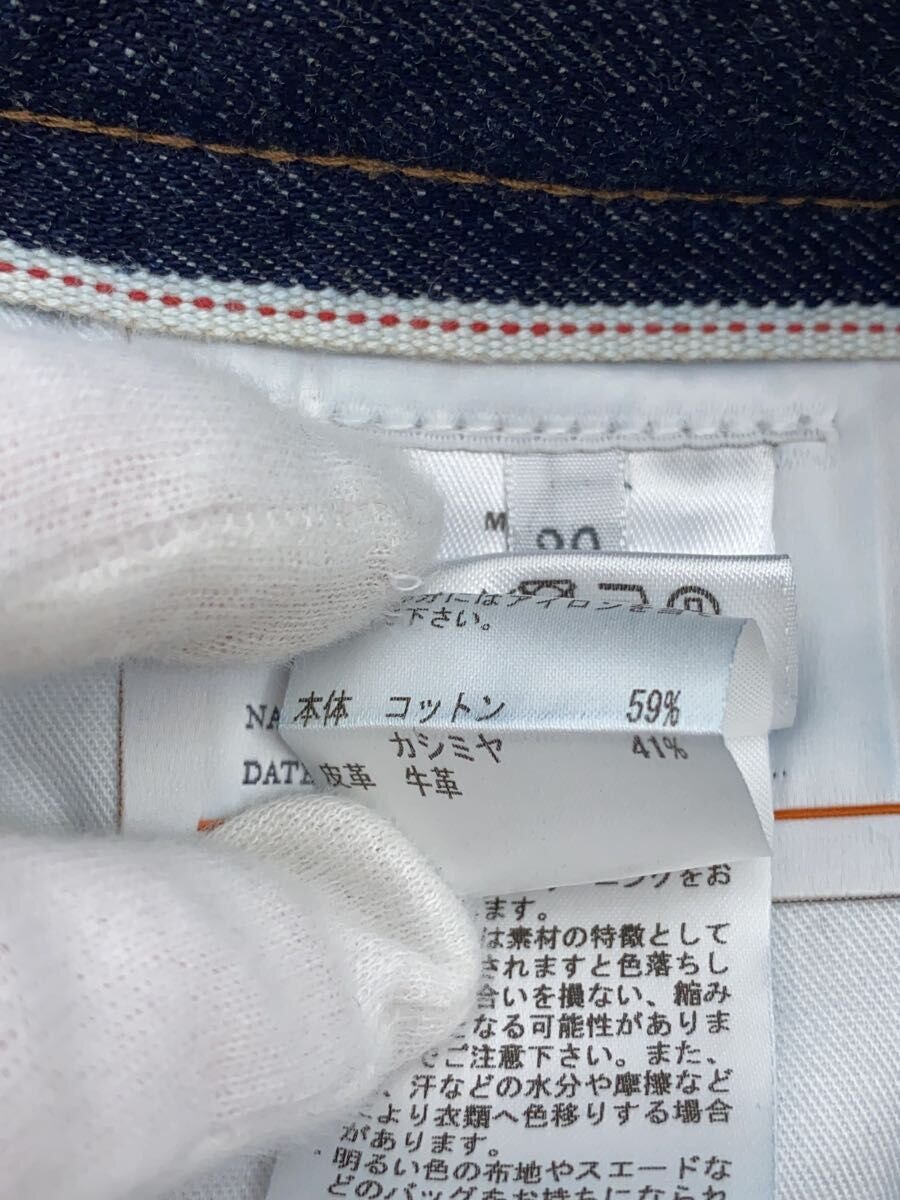 M
本体 コットン 59%
カシミヤ 41%
皮革 牛革
NA
DATE
はアイロンを
下さい。
ます。
は素材の特徴として
されますと色落ちし
合いを損ない、縮み
なる可能性がありま
でご注意下さい。また、
、汗などの水分や摩擦など
より衣類へ色移りする場合
があります。
明るい色の布地やスエードな
どのバッグをお持ちになられ